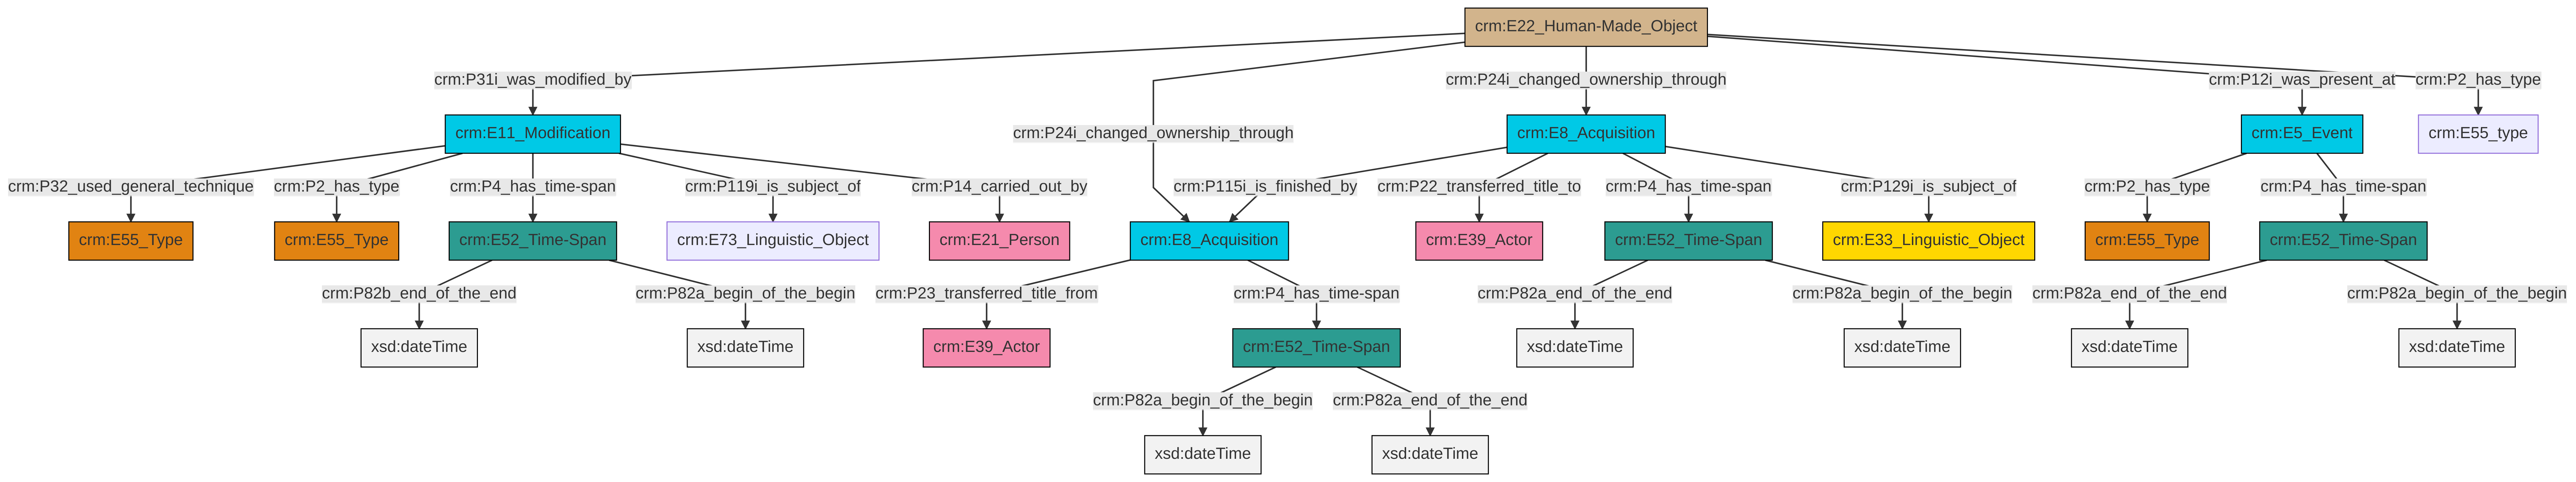 crm:E22_Human-Made_Object
crm:P31i_was_modified_by
crm:P24i_changed_ownership_through
crm:P12i_was_present_at
crm:P2_has_type
crm:P24i_changed_ownership_through
crm:E11_Modification
crm:E8_Acquisition
crm:E5_Event
crm:E55_type
crm:P32_used_general_technique
crm:P2_has_type
crm:P4_has_time-span
crm:P119i_is_subject_of
crm:P14_carried_out_by
crm:P115i_is_finished_by
crm:P22_transferred_title_to
crm:P4_has_time-span
crm:P129i_is_subject_of
crm:P2_has_type
crm:P4_has_time-span
crm:E55_Type
crm:E55_Type
crm:E52_Time-Span
crm:E73_Linguistic_Object
crm:E21_Person
crm:E8_Acquisition
crm:E39_Actor
crm:E52_Time-Span
crm:E33_Linguistic_Object
crm:E55_Type
crm:E52_Time-Span
crm:P82b_end_of_the_end
crm:P82a_begin_of_the_begin
crm:P23_transferred_title_from
crm:P4_has_time-span
crm:P82a_end_of_the_end
crm:P82a_begin_of_the_begin
crm:P82a_end_of_the_end
crm:P82a_begin_of_the_begin
xsd:dateTime
xsd:dateTime
crm:E39_Actor
crm:E52_Time-Span
xsd:dateTime
xsd:dateTime
xsd:dateTime
xsd:dateTime
crm:P82a_begin_of_the_begin
crm:P82a_end_of_the_end
xsd:dateTime
xsd:dateTime